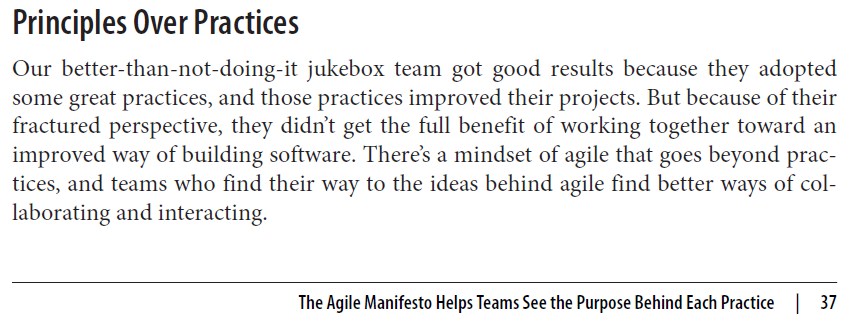 Principles Over Practices
Our better-than-not-doing-it jukebox team got good results because they adopted
some great practices, and those practices improved their projects. But because of their
fractured perspective, they didn’t get the full benefit of working together toward an
improved way of building software. There’s a mindset of agile that goes beyond prac-
tices, and teams who find their way to the ideas behind agile find better ways of col-
laborating and interacting.
The Agile Manifesto Helps Teams See the Purpose Behind Each Practice | 37